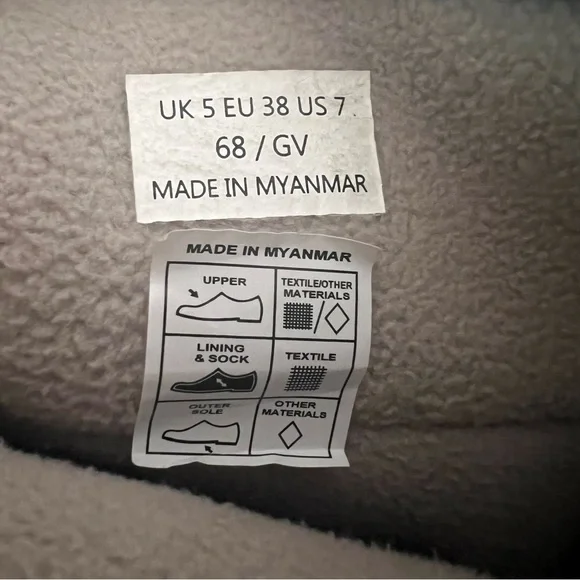 UK 5 EU 38 US 7.
68 / GV
MADE IN MYANMAR
MADE IN MYANMAR
UPPER
TEXTILE/OTHER
MATERIALS
/
LINING
& SOCK
TEXTILE
OUTER
SOLE
OTHER
MATERIALS